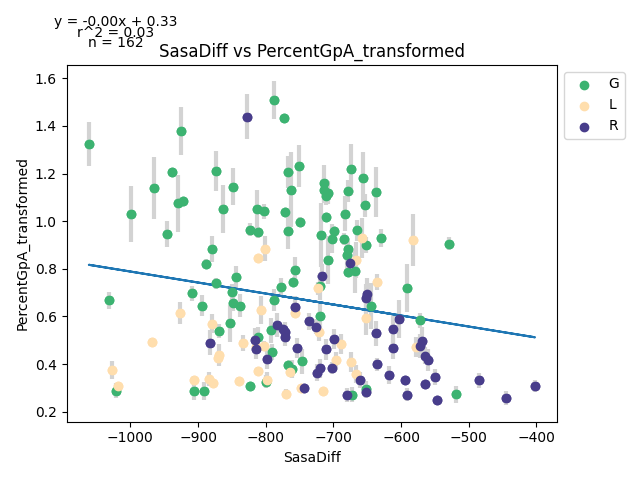 y = -0.00x + 0.33
r^2 = 0.03
n = 162
SasaDiff vs PercentGpA_transformed
G
L
R
PercentGpA_transformed
1.6
1.4
1.2
1.0
0.8
0.6
0.4
0.2
−1000 −900 −800 −700 −600 −500 −400
SasaDiff